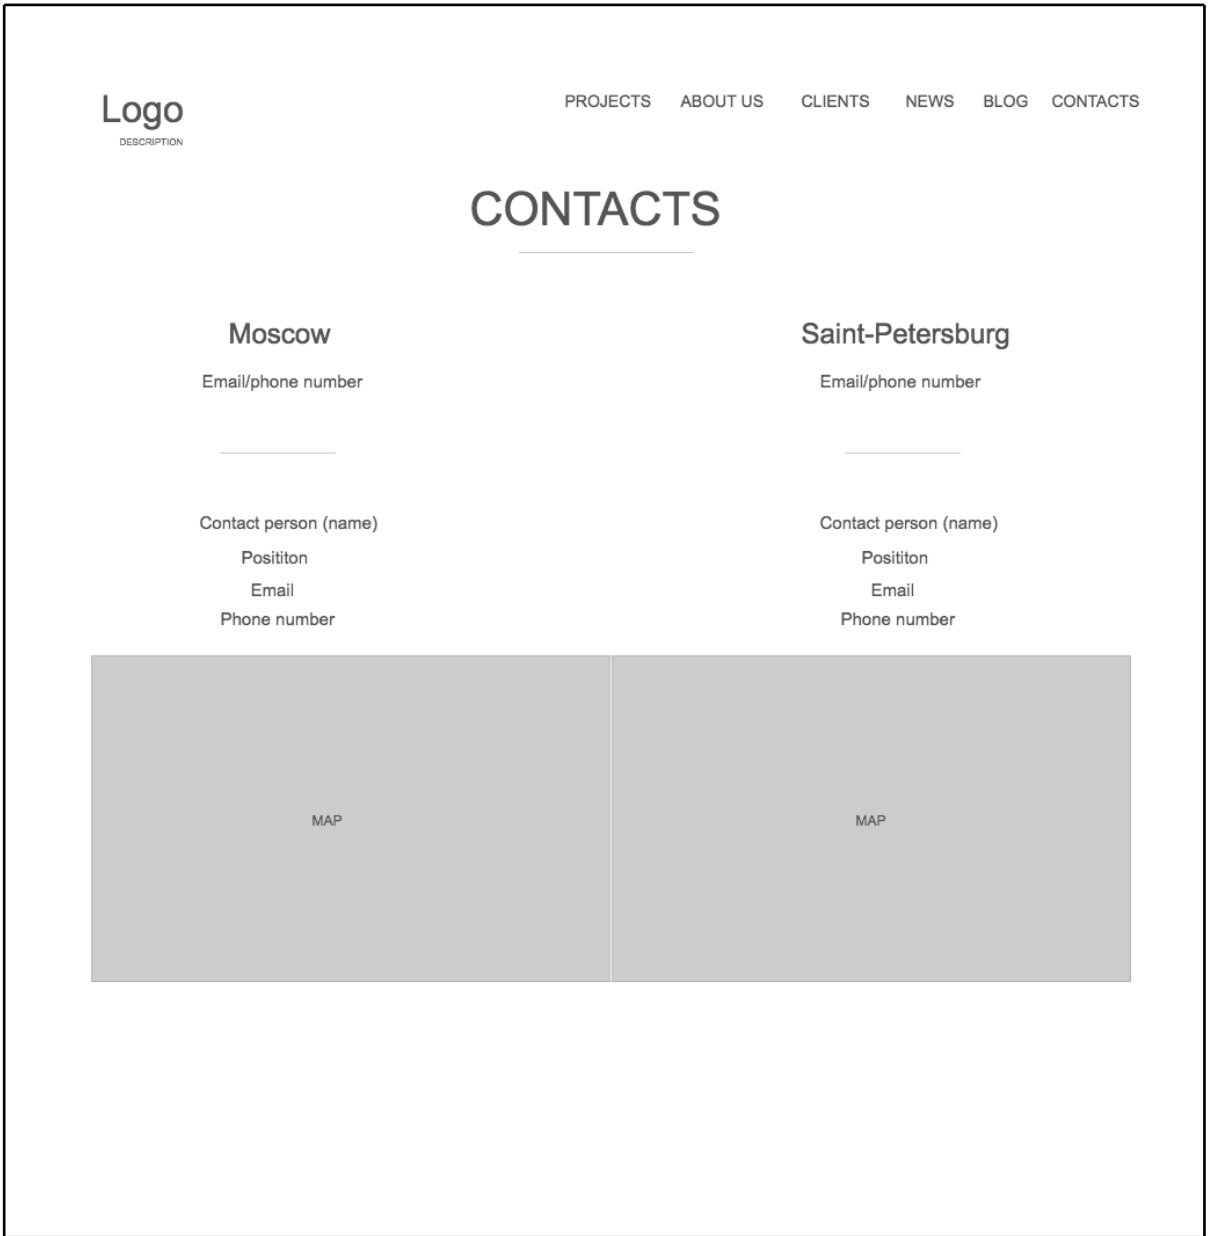 Logo
DESCRIPTION
PROJECTS ABOUT US CLIENTS NEWS BLOG CONTACTS
CONTACTS
Moscow
Email/phone number
Contact person (name)
Posititon
Email
Phone number
Saint-Petersburg
Email/phone number
Contact person (name)
Posititon
Email
Phone number
MAP
MAP